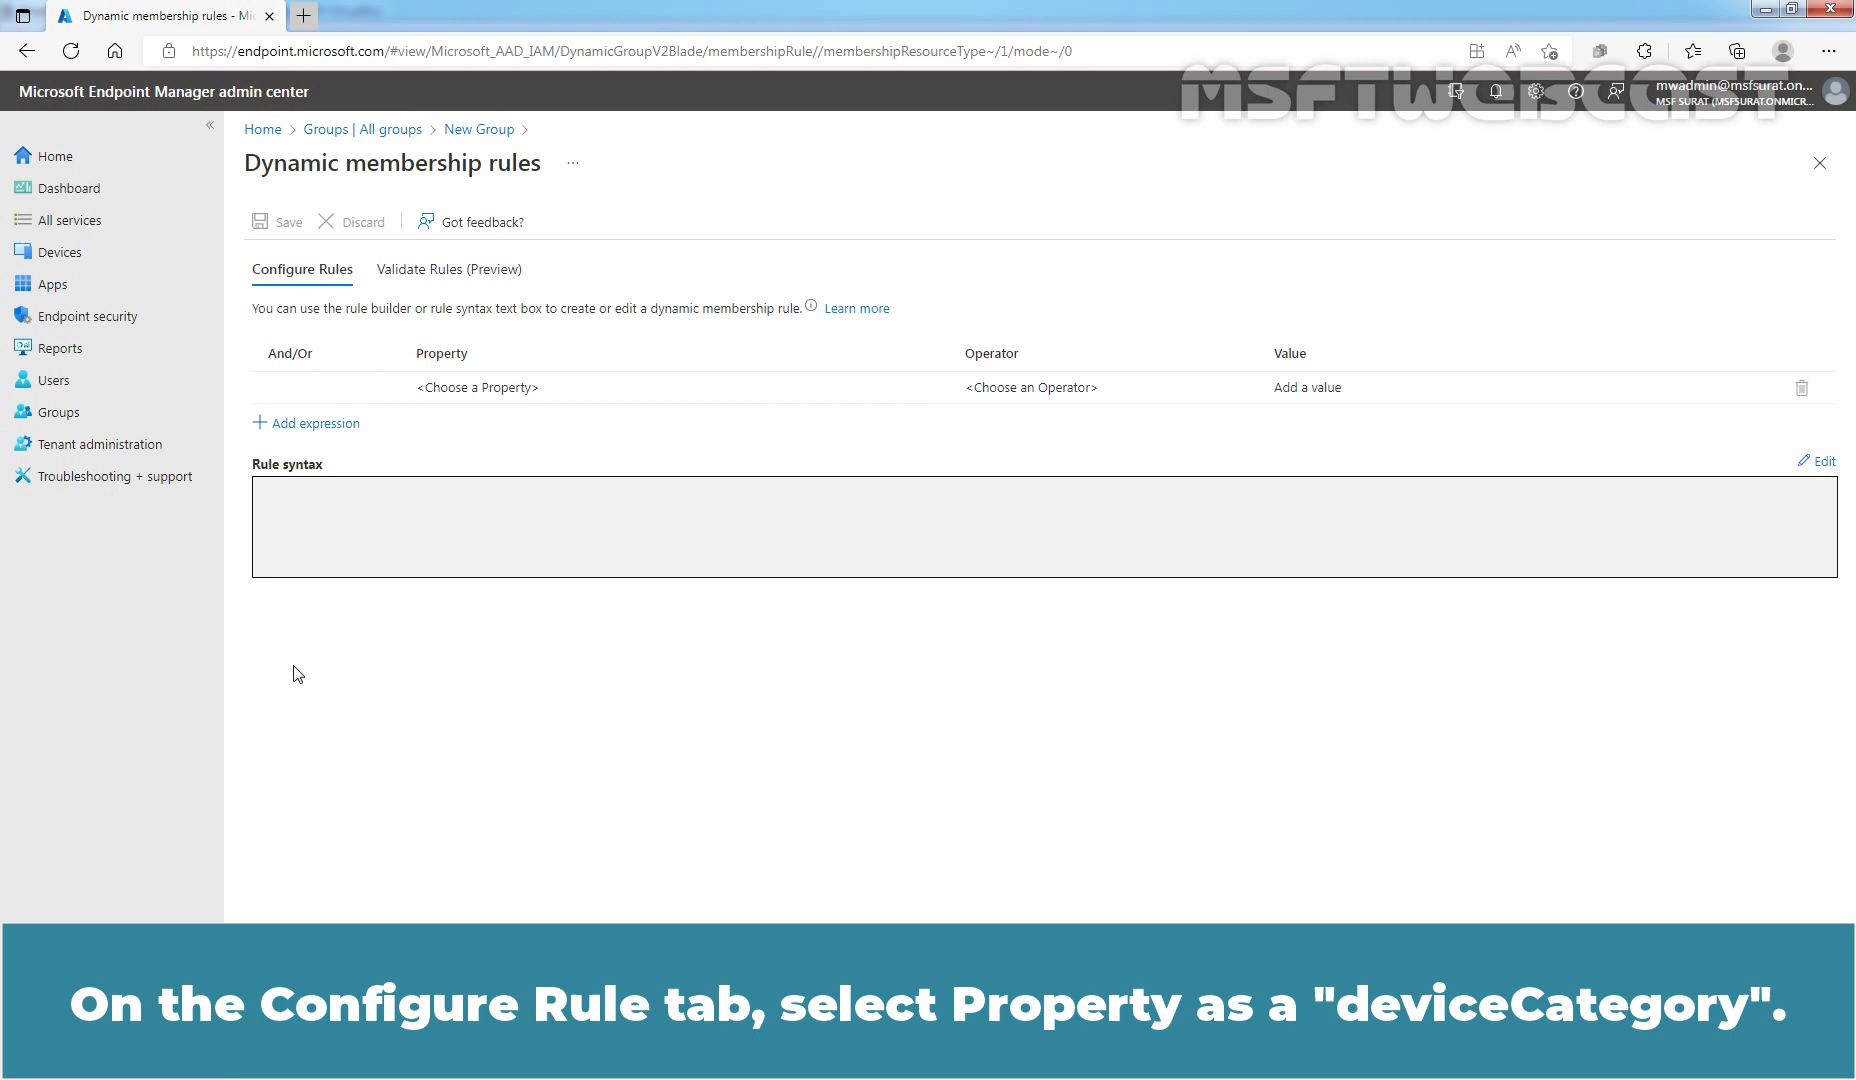 Dynamic membership rules - Mi
https://endpoint.microsoft.com/#view/Microsoft_AAD_IAM/DynamicGroupV2Blade/membershipRule//membershipResourceType~/1/mode~/0
MSFTWEBCAST
Microsoft Endpoint Manager admin center
mwadmin@msfsurat.on...
MSF SURAT (MSFSURAT.ONMICR...
Home
Dashboard
All services
Devices
Apps
Endpoint security
Reports
Users
Groups
Tenant administration
Troubleshooting + support
Home > Groups | All groups > New Group >
Dynamic membership rules ...
Save Discard Got feedback?
Configure Rules Validate Rules (Preview)
You can use the rule builder or rule syntax text box to create or edit a dynamic membership rule. Learn more
And/Or Property Operator Value
<Choose a Property> <Choose an Operator> Add a value
+ Add expression
Rule syntax Edit
On the Configure Rule tab, select Property as a "deviceCategory".